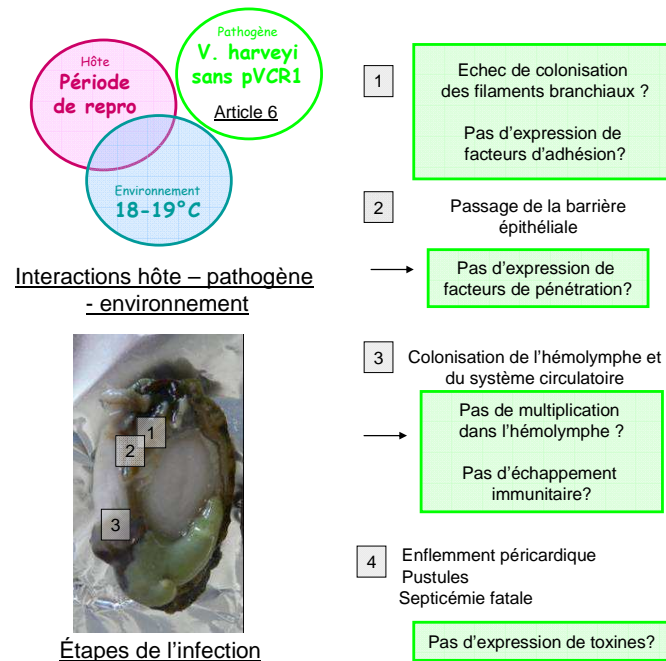 Hôte
Période
de repro
Pathogène
V. harveyi
sans pVCR1
Article 6
Environnement
18-19°C
Interactions hôte – pathogène
- environnement
1
2
3
Étapes de l'infection
1
Echec de colonisation
des filaments branchiaux ?
Pas d'expression de
facteurs d'adhésion?
2
Passage de la barrière
épithéliale
Pas d'expression de
facteurs de pénétration?
3
Colonisation de l'hémolymphe et
du système circulatoire
Pas de multiplication
dans l'hémolymphe ?
Pas d'échappement
immunitaire?
4
Enflemment péricardique
Pustules
Septicémie fatale
Pas d'expression de toxines?